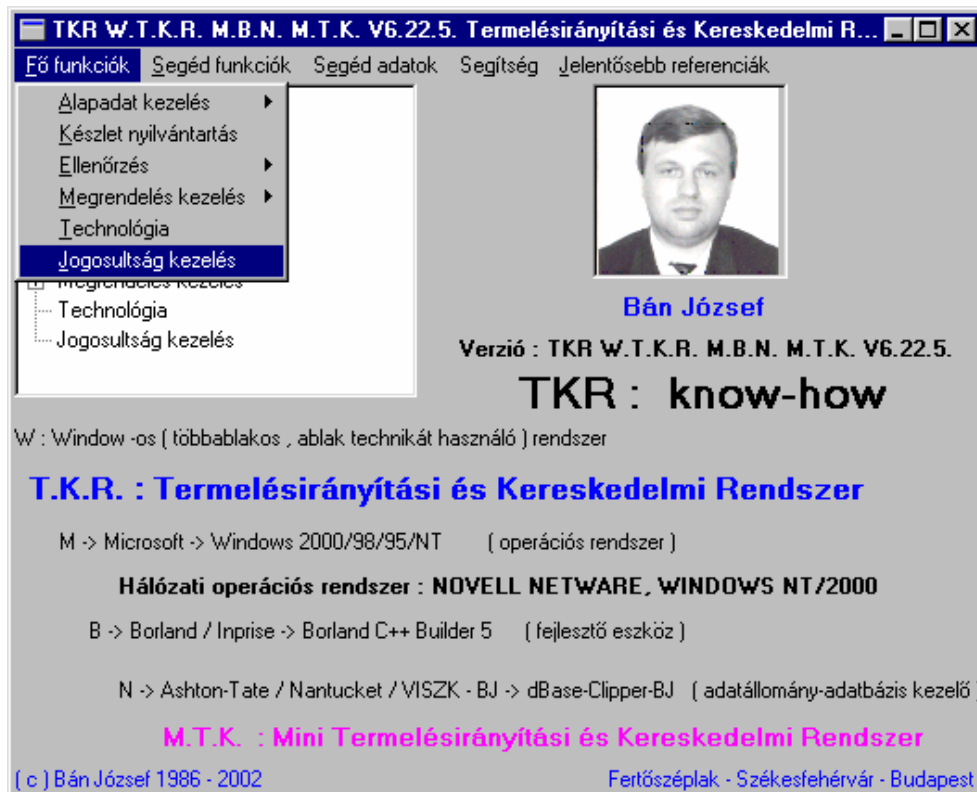 TKR W.T.K.R. M.B.N. M.T.K. V6.22.5. Termelésirányítási és Kereskedelmi R...
Fő funkciók Segéd funkciók Segéd adatok Segítség Jelentősebb referenciák
Alapadat kezelés
Készlet nyilvántartás
Ellenőrzés
Megrendelés kezelés
Technológia
Jogosultság kezelés
Megrendelés kezelés
Technológia
Jogosultság kezelés
Bán József
Verzió : TKR W.T.K.R. M.B.N. M.T.K. V6.22.5.
TKR : know-how
W : Window -os ( többablakos , ablak technikát használó ) rendszer
T.K.R. : Termelésirányítási és Kereskedelmi Rendszer
M -> Microsoft -> Windows 2000/98/95/NT ( operációs rendszer )
Hálózati operációs rendszer : NOVELL NETWARE, WINDOWS NT/2000
B -> Borland / Inprise -> Borland C++ Builder 5 ( fejlesztő eszköz )
N -> Ashton-Tate / Nantucket / VISZK - BJ -> dBase-Clipper-BJ ( adatállomány-adatbázis kezelő )
M.T.K. : Mini Termelésirányítási és Kereskedelmi Rendszer
( c ) Bán József 1986 - 2002 Fertőszéplak - Székesfehérvár - Budapest